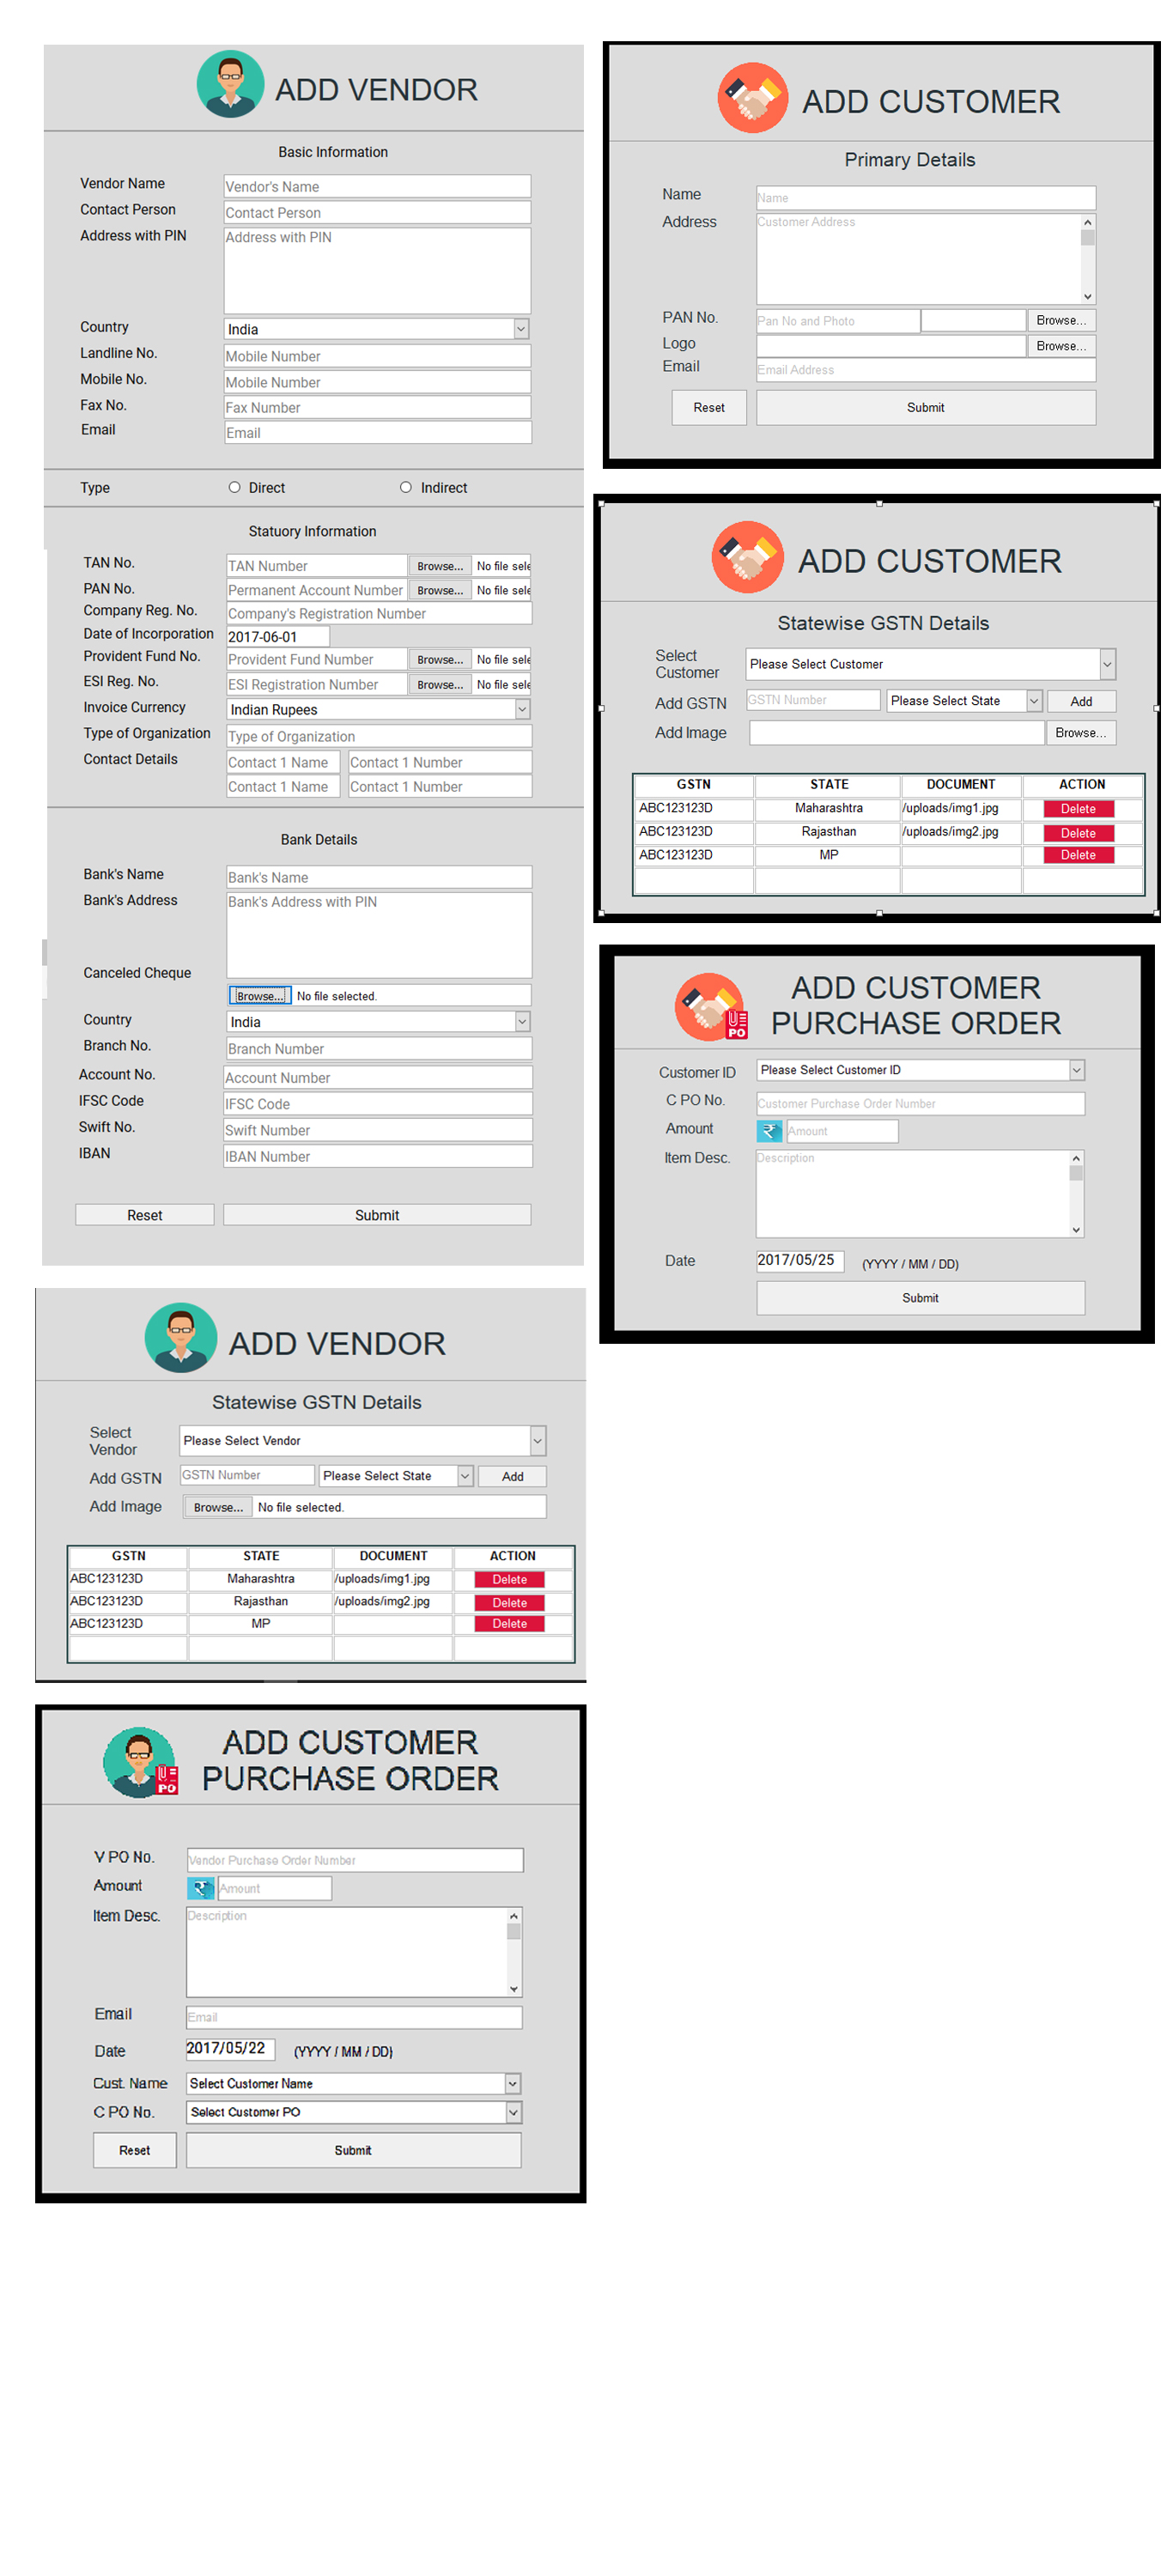 ADD VENDOR
Basic Information
Vendor Name Vendor's Name
Contact Person Contact Person
Address with PIN Address with PIN
Country India
Landline No. Mobile Number
Mobile No. Mobile Number
Fax No. Fax Number
Email Email
Type Direct Indirect
Statuory Information
TAN No. TAN Number Browse... No file sele
PAN No. Permanent Account Number Browse... No file sele
Company Reg. No. Company's Registration Number
Date of Incorporation 2017-06-01
Provident Fund No. Provident Fund Number Browse... No file sele
ESI Reg. No. ESI Registration Number Browse... No file sele
Invoice Currency Indian Rupees
Type of Organization Type of Organization
Contact Details Contact 1 Name Contact 1 Number
Contact 1 Name Contact 1 Number
Bank Details
Bank's Name Bank's Name
Bank's Address Bank's Address with PIN
Canceled Cheque
Browse... No file selected.
Country India
Branch No. Branch Number
Account No. Account Number
IFSC Code IFSC Code
Swift No. Swift Number
IBAN IBAN Number
Reset Submit
ADD VENDOR
Statewise GSTN Details
Select
Vendor Please Select Vendor
Add GSTN GSTN Number Please Select State Add
Add Image Browse... No file selected.
GSTN STATE DOCUMENT ACTION
ABC123123D Maharashtra /uploads/img1.jpg Delete
ABC123123D Rajasthan /uploads/img2.jpg Delete
ABC123123D MP Delete
PO
ADD CUSTOMER
PURCHASE ORDER
V PO No. Vendor Purchase Order Number
Amount ₹ Amount
Item Desc. Description
Email Email
Date 2017/05/22 (YYYY / MM / DD)
Cust. Name Select Customer Name
C PO No. Select Customer PO
Reset Submit
ADD CUSTOMER
Primary Details
Name Name
Address Customer Address
PAN No. Pan No and Photo Browse...
Logo Browse...
Email Email Address
Reset Submit
ADD CUSTOMER
Statewise GSTN Details
Select
Customer Please Select Customer
Add GSTN GSTN Number Please Select State Add
Add Image Browse...
GSTN STATE DOCUMENT ACTION
ABC123123D Maharashtra /uploads/img1.jpg Delete
ABC123123D Rajasthan /uploads/img2.jpg Delete
ABC123123D MP Delete
PO
ADD CUSTOMER
PURCHASE ORDER
Customer ID Please Select Customer ID
C PO No. Customer Purchase Order Number
Amount ₹ Amount
Item Desc. Description
Date 2017/05/25 (YYYY / MM / DD)
Submit